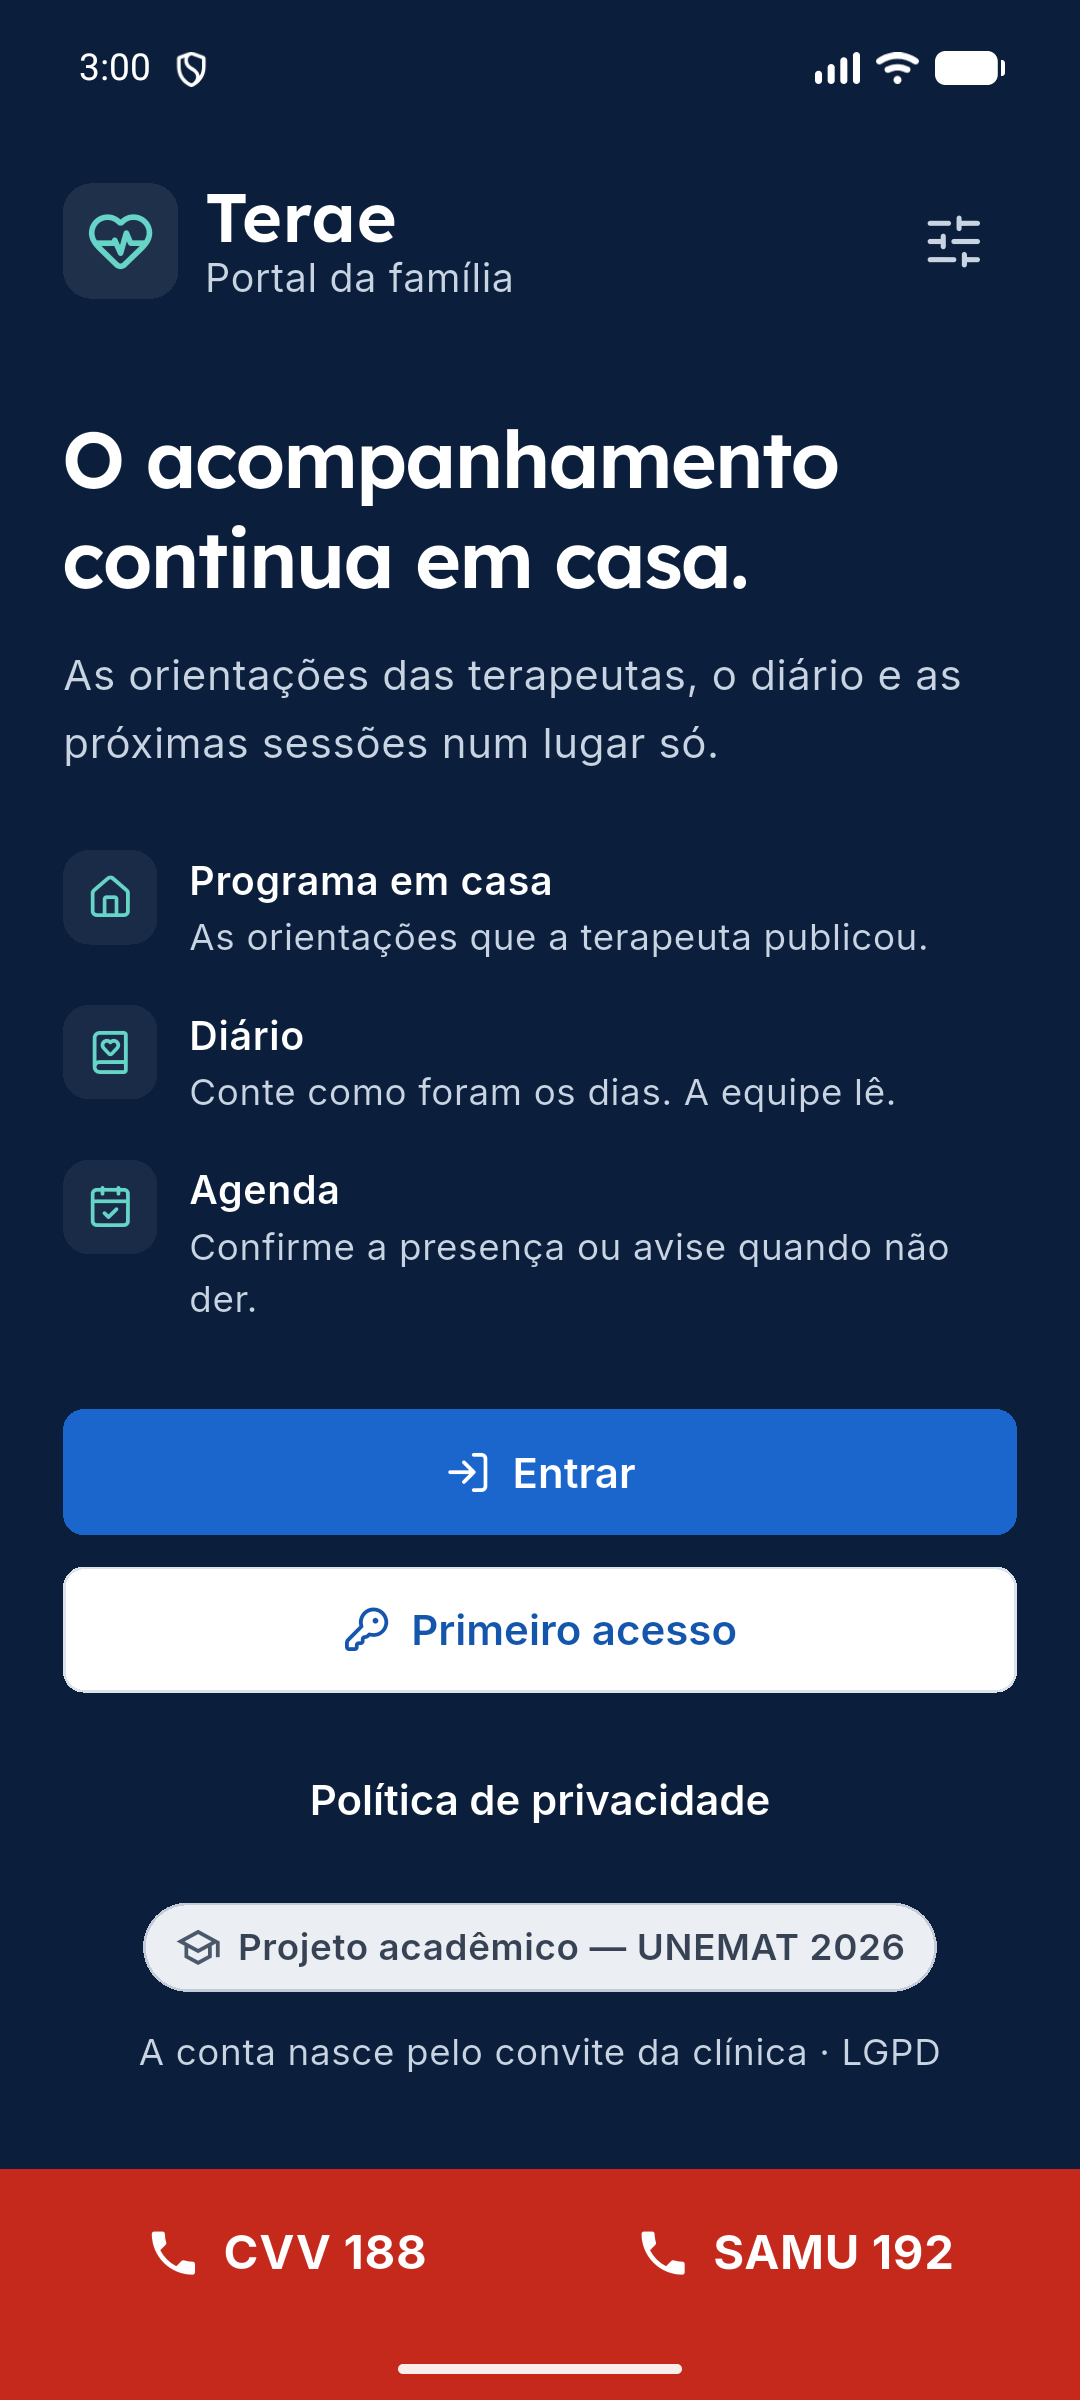 3:00
Terae
Portal da família
O acompanhamento
continua em casa.
As orientações das terapeutas, o diário e as
próximas sessões num lugar só.
Programa em casa
As orientações que a terapeuta publicou.
Diário
Conte como foram os dias. A equipe lê.
Agenda
Confirme a presença ou avise quando não
der.
Entrar
Primeiro acesso
Política de privacidade
Projeto acadêmico — UNEMAT 2026
A conta nasce pelo convite da clínica · LGPD
CVV 188
SAMU 192